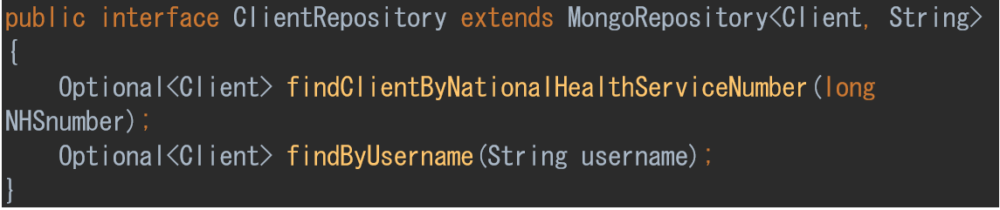 public interface ClientRepository extends MongoRepository<Client, String>
{
    Optional<Client> findClientByNationalHealthServiceNumber(long
NHSnumber);
    Optional<Client> findByUsername(String username);
}